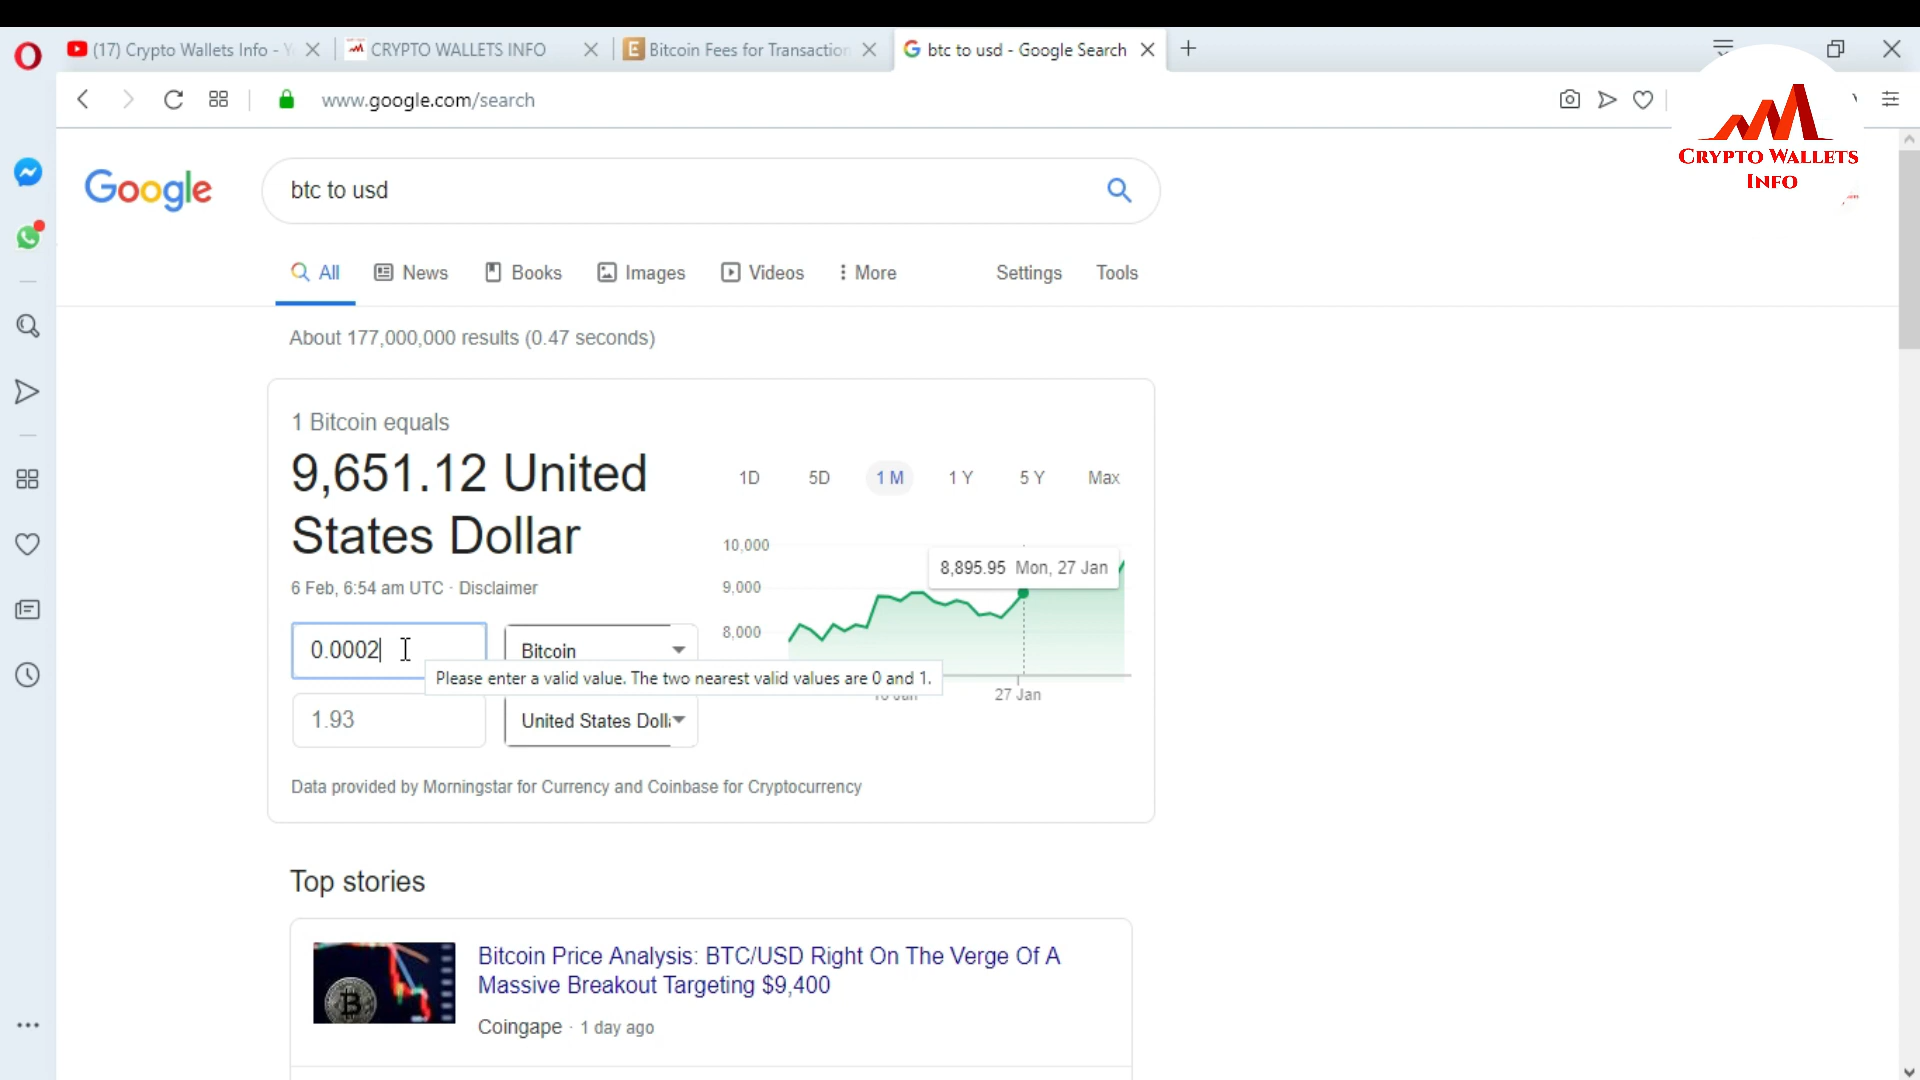 (17) Crypto Wallets Info -
CRYPTO WALLETS INFO
Bitcoin Fees for Transaction
btc to usd - Google Search
www.google.com/search
CRYPTO WALLETS
INFO
Google
btc to usd
All
News
Books
Images
Videos
More
Settings
Tools
About 177,000,000 results (0.47 seconds)
1 Bitcoin equals
9,651.12 United
States Dollar
6 Feb, 6:54 am UTC · Disclaimer
1D
5D
1 M
1 Y
5 Y
Max
10,000
9,000
8,000
8,895.95 Mon, 27 Jan
27 Jan
0.0002
Bitcoin
Please enter a valid value. The two nearest valid values are 0 and 1.
1.93
United States Doll
Data provided by Morningstar for Currency and Coinbase for Cryptocurrency
Top stories
Bitcoin Price Analysis: BTC/USD Right On The Verge Of A
Massive Breakout Targeting $9,400
Coingape · 1 day ago